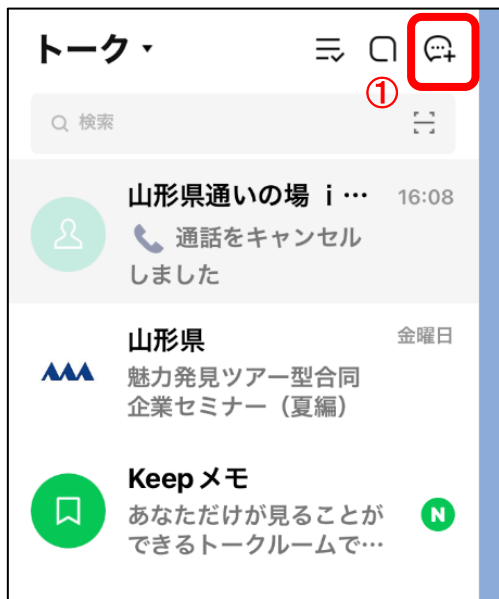 トーク
①
検索
山形県通いの場 i… 16:08
通話をキャンセル
しました
山形県 金曜日
魅力発見ツアー型合同
企業セミナー（夏編）
Keepメモ
あなただけが見ることが N
できるトークルームで…